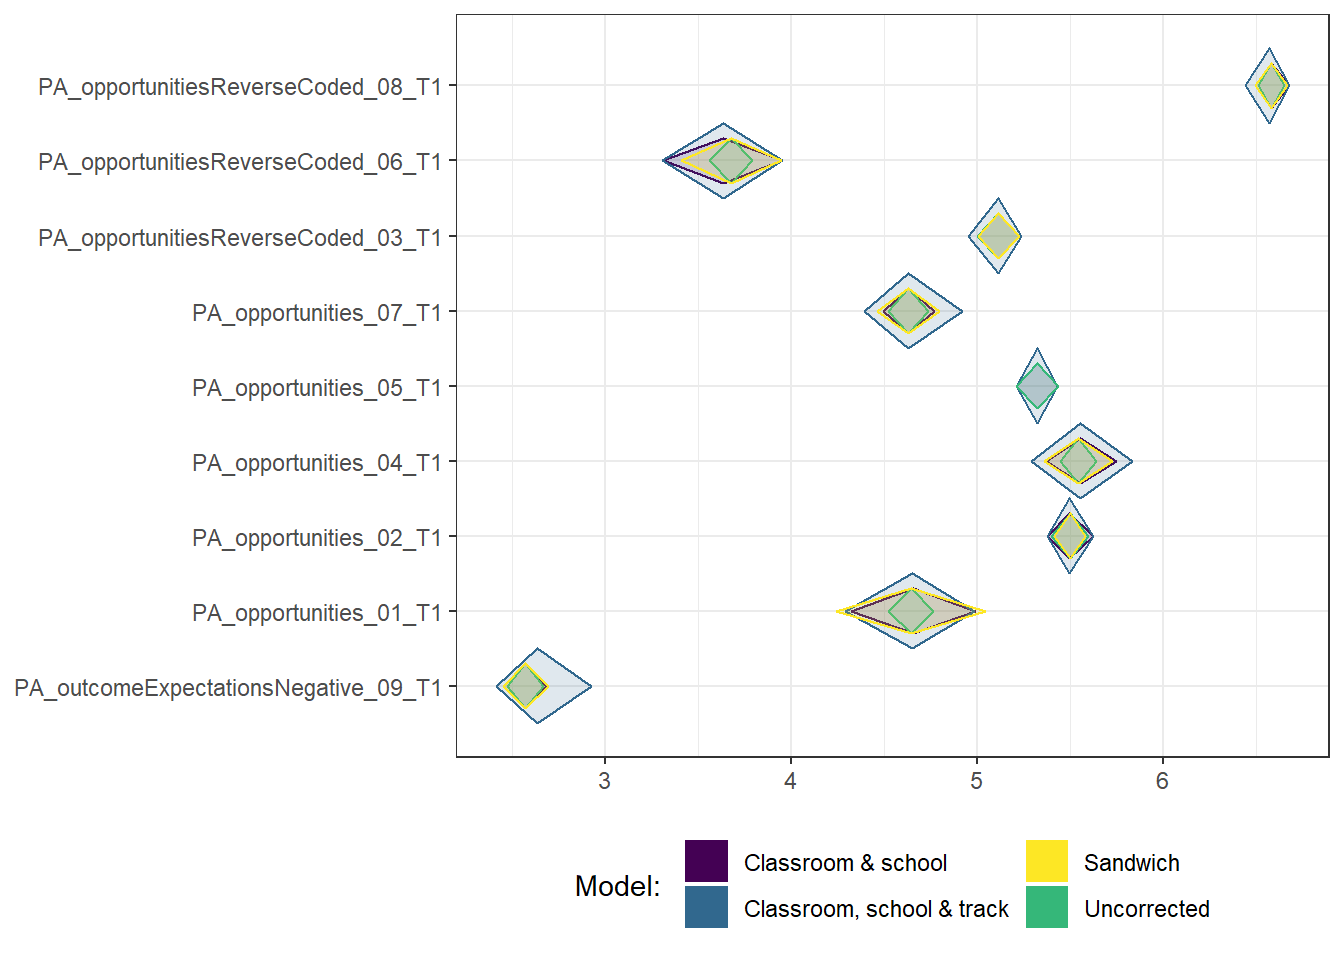 PA_opportunitiesReverseCoded_08_T1
PA_opportunitiesReverseCoded_06_T1
PA_opportunitiesReverseCoded_03_T1
PA_opportunities_07_T1
PA_opportunities_05_T1
PA_opportunities_04_T1
PA_opportunities_02_T1
PA_opportunities_01_T1
PA_outcomeExpectationsNegative_09_T1
3 4 5 6
Model:
Classroom & school
Classroom, school & track
Sandwich
Uncorrected